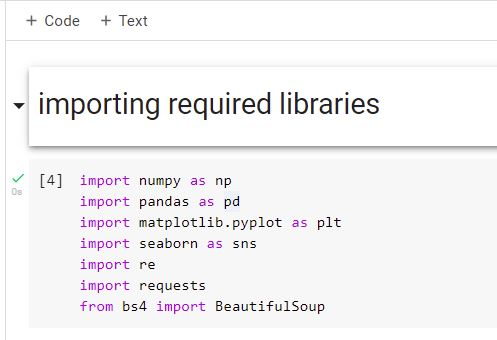 + Code + Text
importing required libraries
[4] import numpy as np
import pandas as pd
import matplotlib.pyplot as plt
import seaborn as sns
import re
import requests
from bs4 import BeautifulSoup
0s